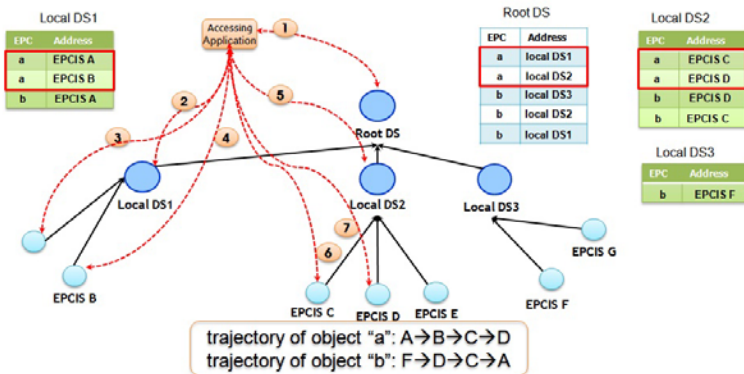 Local DS1
EPC Address
a EPCIS A
a EPCIS B
b EPCIS A
Accessing
Application
Root DS
EPC Address
a local DS1
a local DS2
b local DS3
b local DS2
b local DS1
Local DS2
EPC Address
a EPCIS C
a EPCIS D
b EPCIS D
b EPCIS C
Local DS3
EPC Address
b EPCIS F
1
2
3
4
5
6
7
Root DS
Local DS1
Local DS2
Local DS3
EPCIS B
EPCIS C
EPCIS D
EPCIS E
EPCIS F
EPCIS G
trajectory of object “a”: A→B→C→D
trajectory of object “b”: F→D→C→A